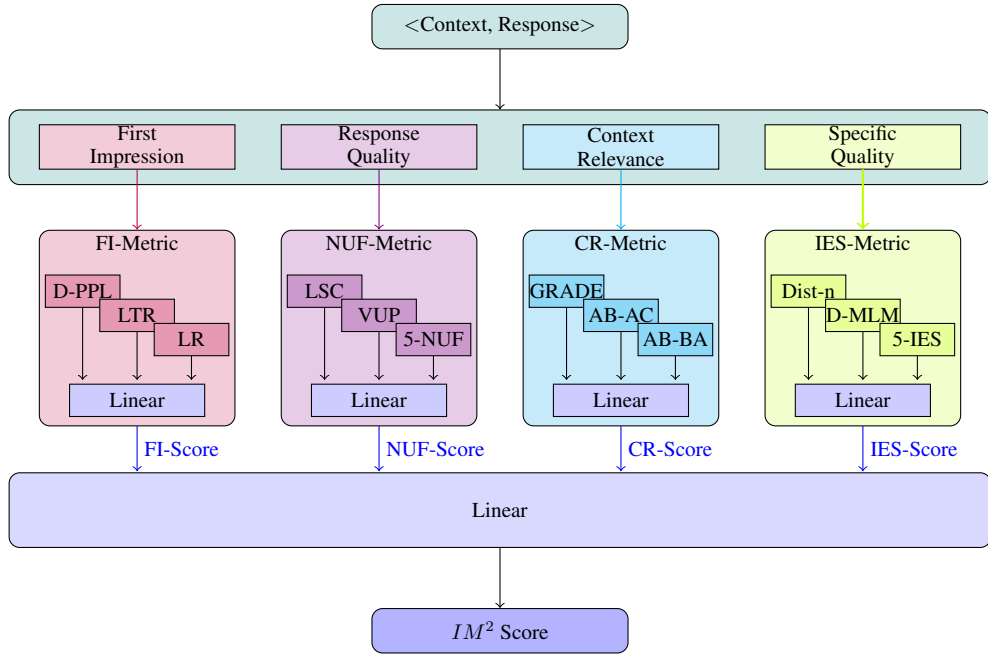 <Context, Response>
First
Impression
Response
Quality
Context
Relevance
Specific
Quality
FI-Metric
NUF-Metric
CR-Metric
IES-Metric
D-PPL
LTR
LR
LSC
VUP
5-NUF
GRADE
AB-AC
AB-BA
Dist-n
D-MLM
5-IES
Linear
Linear
Linear
Linear
FI-Score
NUF-Score
CR-Score
IES-Score
Linear
IM² Score